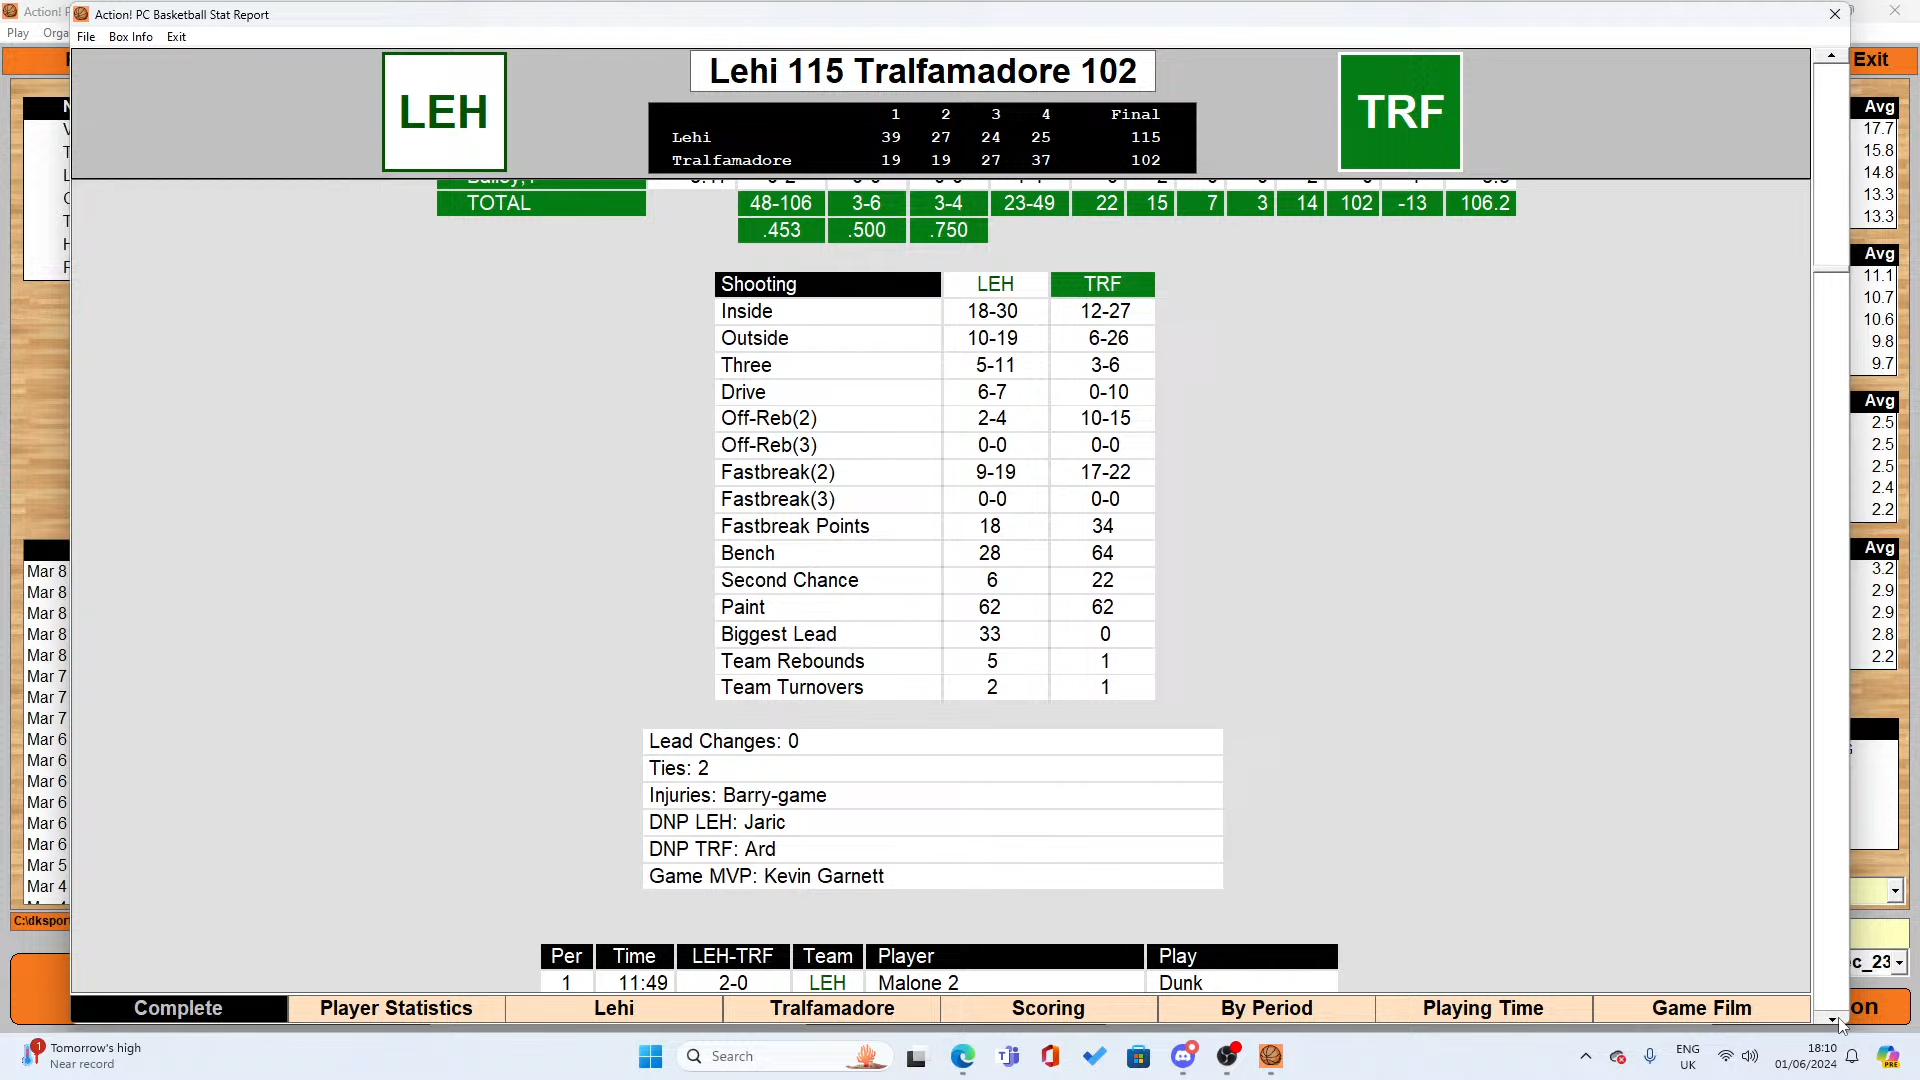 Action! PC Basketball Stat Report
Play
File Box Info Exit
Exit
LEH
Lehi 115 Tralfamadore 102
TRF
1 2 3 4 Final
Lehi 39 27 24 25 115
Tralfamadore 19 19 27 37 102
TOTAL 48-106 3-6 3-4 23-49 22 15 7 3 14 102 -13 106.2
.453 .500 .750
Shooting LEH TRF
Inside 18-30 12-27
Outside 10-19 6-26
Three 5-11 3-6
Drive 6-7 0-10
Off-Reb(2) 2-4 10-15
Off-Reb(3) 0-0 0-0
Fastbreak(2) 9-19 17-22
Fastbreak(3) 0-0 0-0
Fastbreak Points 18 34
Bench 28 64
Second Chance 6 22
Paint 62 62
Biggest Lead 33 0
Team Rebounds 5 1
Team Turnovers 2 1
Lead Changes: 0
Ties: 2
Injuries: Barry-game
DNP LEH: Jaric
DNP TRF: Ard
Game MVP: Kevin Garnett
Per Time LEH-TRF Team Player Play
1 11:49 2-0 LEH Malone 2 Dunk
Complete Player Statistics Lehi Tralfamadore Scoring By Period Playing Time Game Film
Mar 8
Mar 8
Mar 8
Mar 8
Mar 8
Mar 7
Mar 7
Mar 7
Mar 6
Mar 6
Mar 6
Mar 6
Mar 6
Mar 6
Mar 5
Mar 4
C:\dkspor
Avg
17.7
15.8
14.8
13.3
13.3
Avg
11.1
10.7
10.6
9.8
9.7
Avg
2.5
2.5
2.5
2.4
2.2
Avg
3.2
2.9
2.9
2.8
2.2
c_23
on
1
Tomorrow's high
Near record
Search
ENG
UK
18:10
01/06/2024
PRE